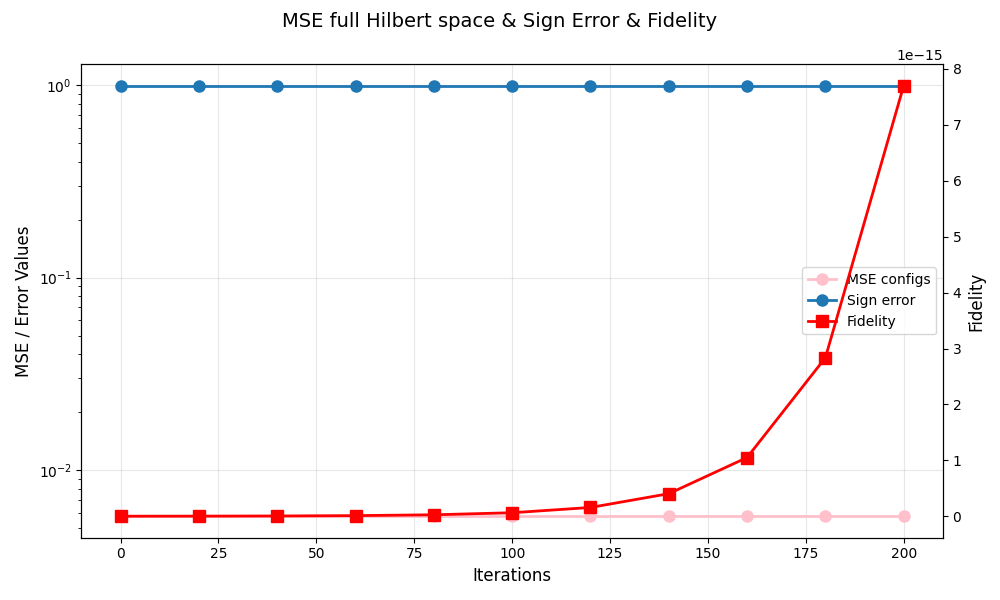 MSE full Hilbert space & Sign Error & Fidelity
1e−15
10⁰
10⁻¹
10⁻²
MSE / Error Values
8
7
6
5
4
3
2
1
0
Fidelity
MSE configs
Sign error
Fidelity
0 25 50 75 100 125 150 175 200
Iterations